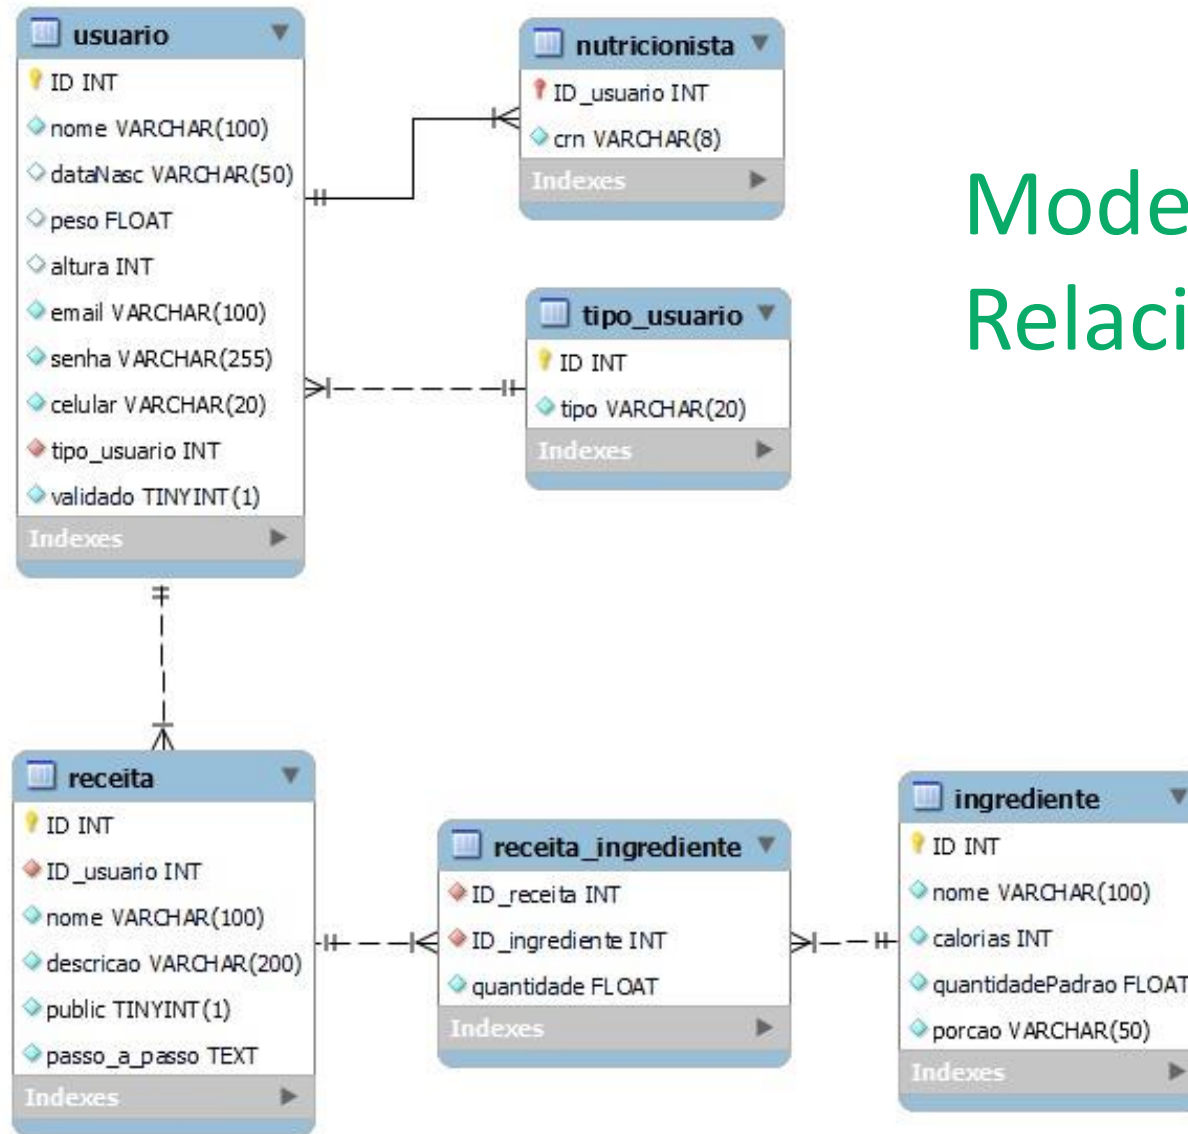 usuario
ID INT
nome VARCHAR(100)
dataNasc VARCHAR(50)
peso FLOAT
altura INT
email VARCHAR(100)
senha VARCHAR(255)
celular VARCHAR(20)
tipo_usuario INT
validado TINYINT(1)
Indexes
nutricionista
ID_usuario INT
crn VARCHAR(8)
Indexes
Mode
Relaci
tipo_usuario
ID INT
tipo VARCHAR(20)
Indexes
receita
ID INT
ID_usuario INT
nome VARCHAR(100)
descricao VARCHAR(200)
public TINYINT(1)
passo_a_passo TEXT
Indexes
receita_ingrediente
ID_receita INT
ID_ingrediente INT
quantidade FLOAT
Indexes
ingrediente
ID INT
nome VARCHAR(100)
calorias INT
quantidadePadrao FLOAT
porcao VARCHAR(50)
Indexes